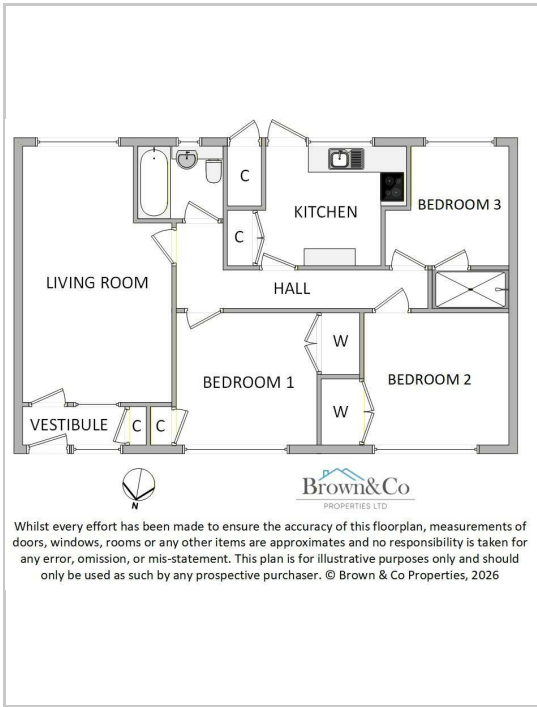 C
C
KITCHEN
BEDROOM 3
LIVING ROOM
HALL
W
BEDROOM 1
BEDROOM 2
W
VESTIBULE
C
C
N
Brown&Co
PROPERTIES LTD
Whilst every effort has been made to ensure the accuracy of this floorplan, measurements of
doors, windows, rooms or any other items are approximates and no responsibility is taken for
any error, omission, or mis-statement. This plan is for illustrative purposes only and should
only be used as such by any prospective purchaser. © Brown & Co Properties, 2026